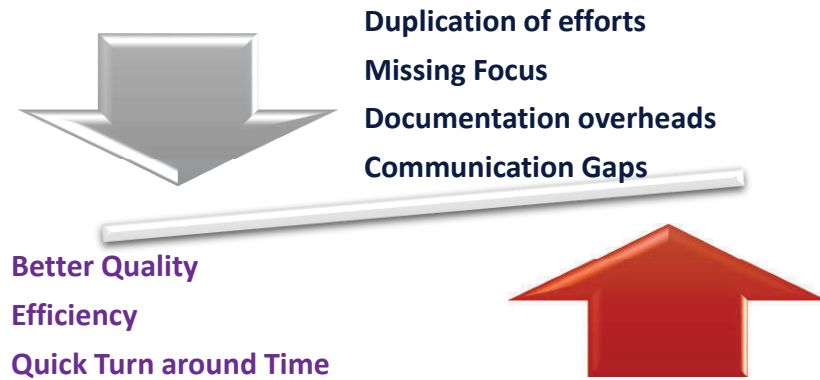 Duplication of efforts
Missing Focus
Documentation overheads
Communication Gaps
Better Quality
Efficiency
Quick Turn around Time